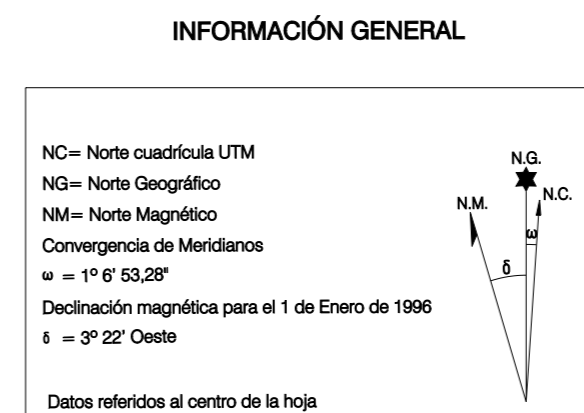 INFORMACIÓN GENERAL
NC= Norte cuadrícula UTM
NG= Norte Geográfico
NM= Norte Magnético
Convergencia de Meridianos
ω = 1º 6' 53,28"
Declinación magnética para el 1 de Enero de 1996
δ = 3º 22' Oeste
Datos referidos al centro de la hoja
N.G.
N.C.
N.M.
ω
δ